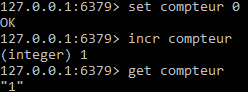 127.0.0.1:6379> set compteur 0
OK
127.0.0.1:6379> incr compteur
(integer) 1
127.0.0.1:6379> get compteur
"1"